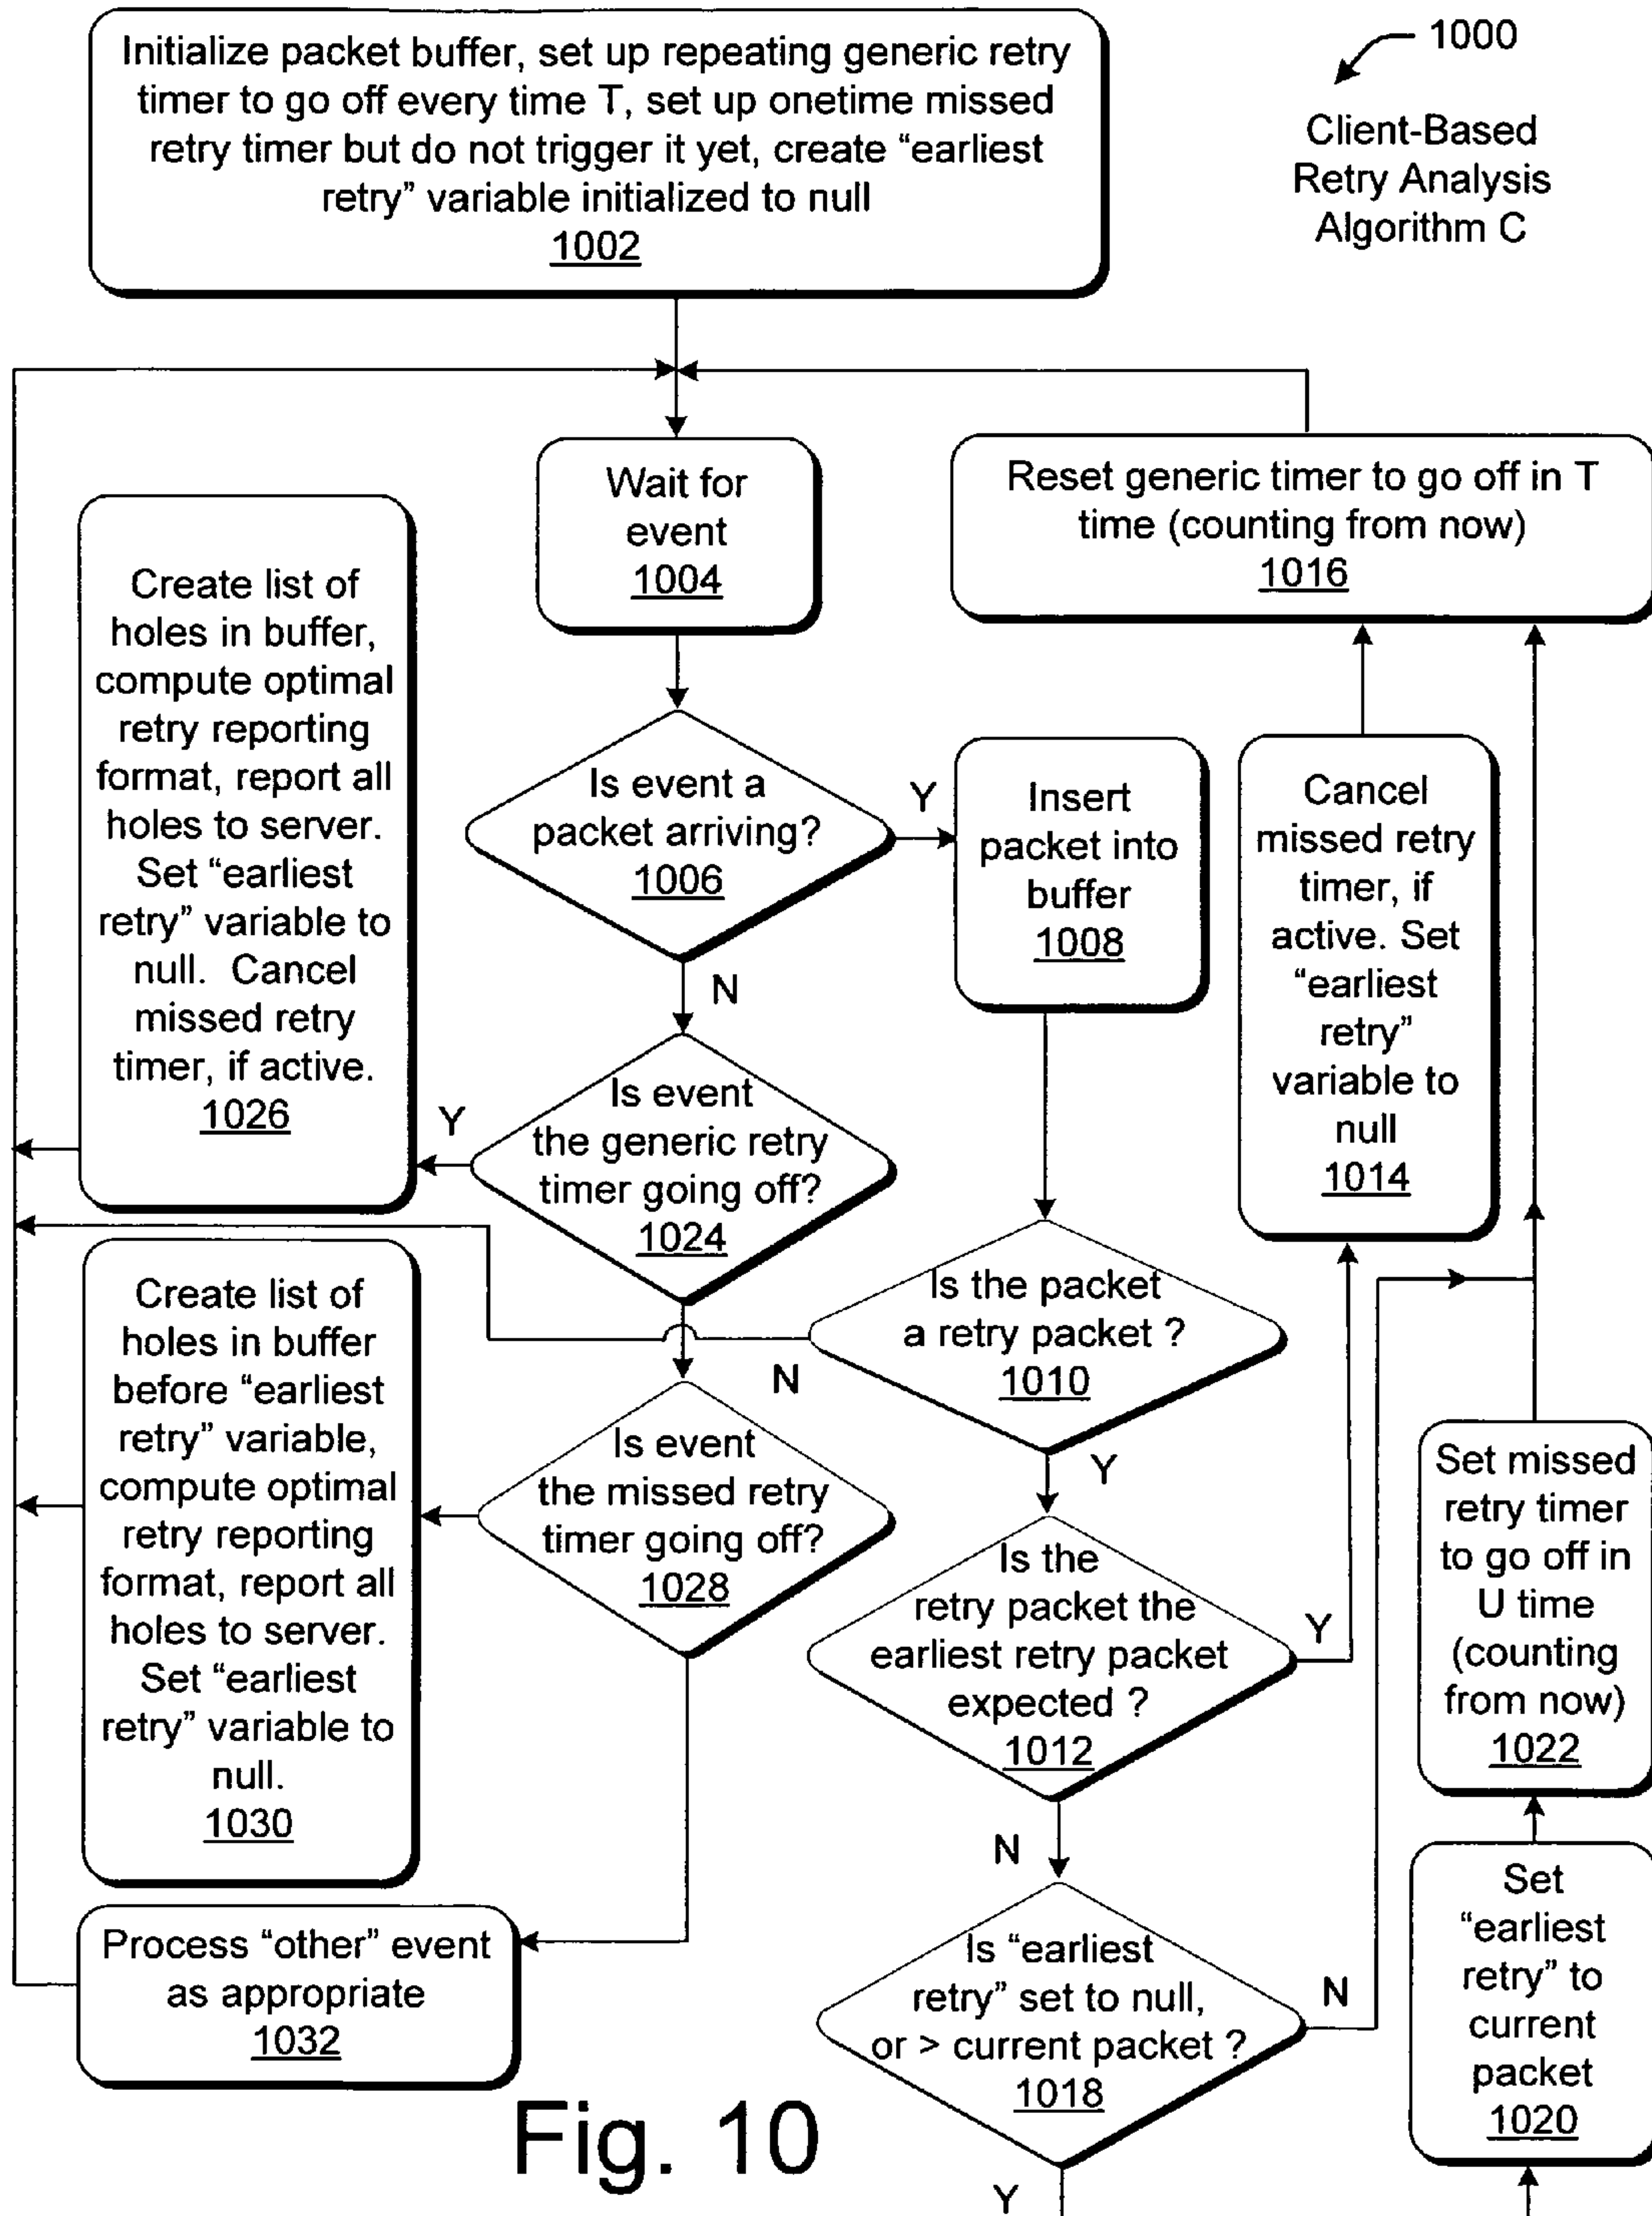 Initialize packet buffer, set up repeating generic retry
timer to go off every time T, set up onetime missed
retry timer but do not trigger it yet, create “earliest
retry” variable initialized to null
1002
1000
Client-Based
Retry Analysis
Algorithm C
Wait for
event
1004
Reset generic timer to go off in T
time (counting from now)
1016
Create list of
holes in buffer,
compute optimal
retry reporting
format, report all
holes to server.
Set “earliest
retry” variable to
null. Cancel
missed retry
timer, if active.
1026
Is event a
packet arriving?
1006
Y
N
Insert
packet into
buffer
1008
Cancel
missed retry
timer, if
active. Set
“earliest
retry”
variable to
null
1014
Is event
the generic retry
timer going off?
1024
Y
Is the packet
a retry packet ?
1010
N
Y
Create list of
holes in buffer
before “earliest
retry” variable,
compute optimal
retry reporting
format, report all
holes to server.
Set “earliest
retry” variable to
null.
1030
Is event
the missed retry
timer going off?
1028
Is the
retry packet the
earliest retry packet
expected ?
1012
Y
N
Set missed
retry timer
to go off in
U time
(counting
from now)
1022
Process “other” event
as appropriate
1032
Is “earliest
retry” set to null,
or > current packet ?
1018
N
Y
Set
“earliest
retry” to
current
packet
1020
Fig. 10